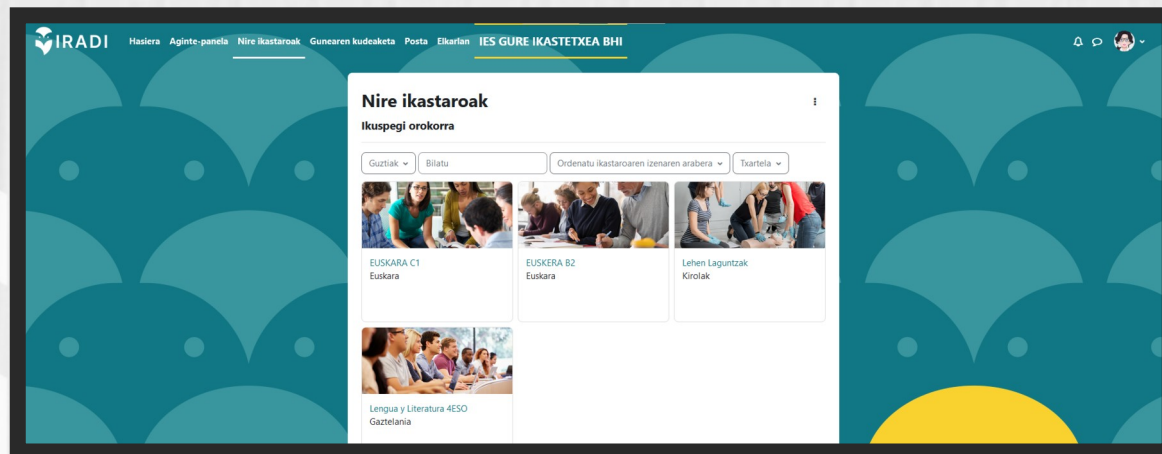 IRADI Hasiera Aginte-panela Nire ikastaroak Gunearen kudeaketa Posta Elkarlan IES GURE IKASTETXEA BHI
Nire ikastaroak
Ikuspegi orokorra
Guztiak Bilatu Ordenatu ikastaroaren izenaren arabera Txartela
EUSKARA C1 EUSKERA B2 Lehen Laguntzak
Euskara Euskara Kirolak
Lengua y Literatura 4ESO
Gaztelania